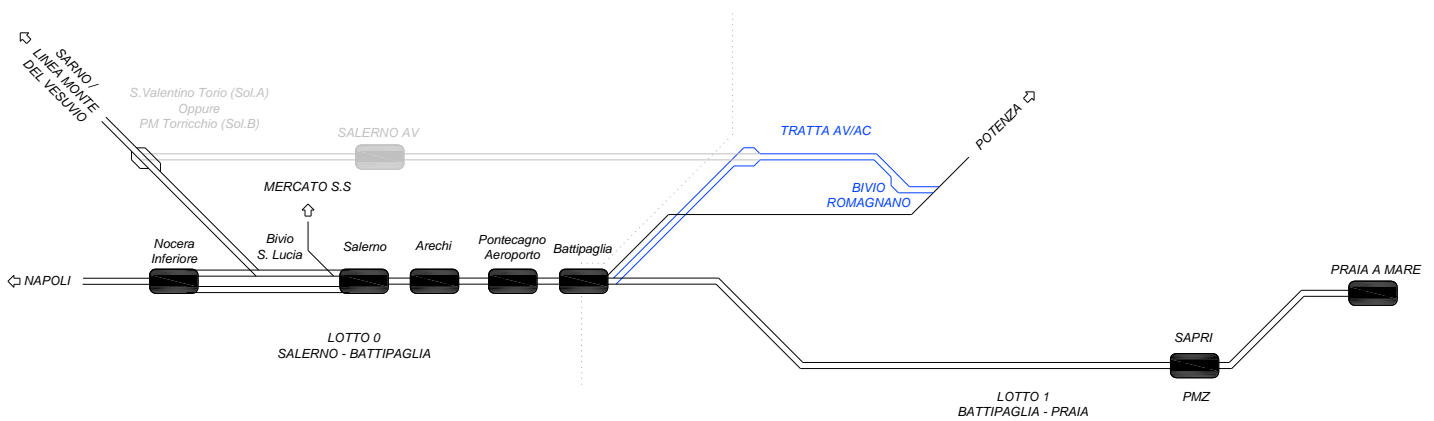 SARNO /
LINEA MONTE
DEL VESUVIO
S.Valentino Torio (Sol.A)
Oppure
PM Torricchio (Sol.B)
SALERNO AV
TRATTA AV/AC
POTENZA
MERCATO S.S
BIVIO
ROMAGNANO
Nocera
Inferiore
Bivio
S. Lucia
Salerno
Arechi
Pontecagno
Aeroporto
Battipaglia
NAPOLI
PRAIA A MARE
LOTTO 0
SALERNO - BATTIPAGLIA
SAPRI
PMZ
LOTTO 1
BATTIPAGLIA - PRAIA